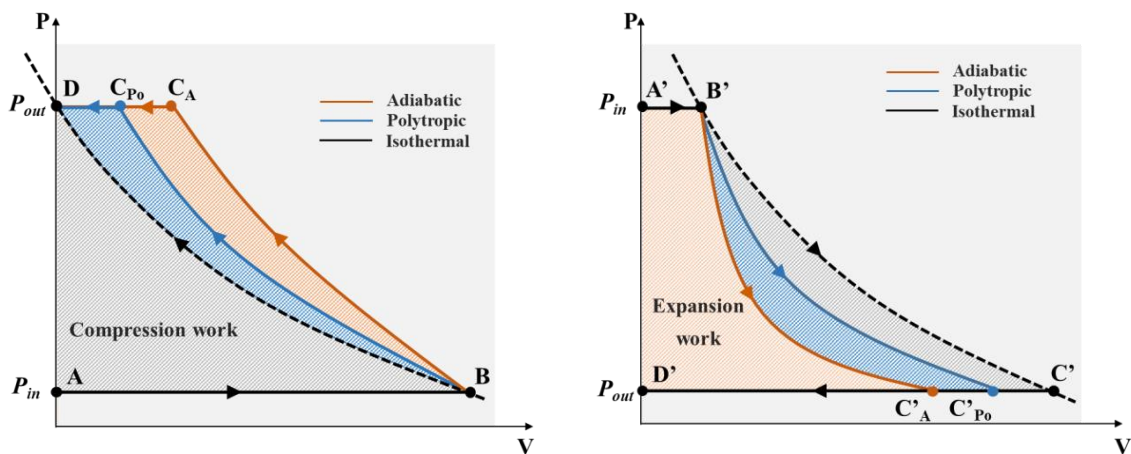 P
D
C_Po
C_A
P_out
Adiabatic
Polytropic
Isothermal
Compression work
P_in
A
B
V
P
P_in
A’
B’
Adiabatic
Polytropic
Isothermal
Expansion
work
P_out
D’
C’
C’_A
C’_Po
V